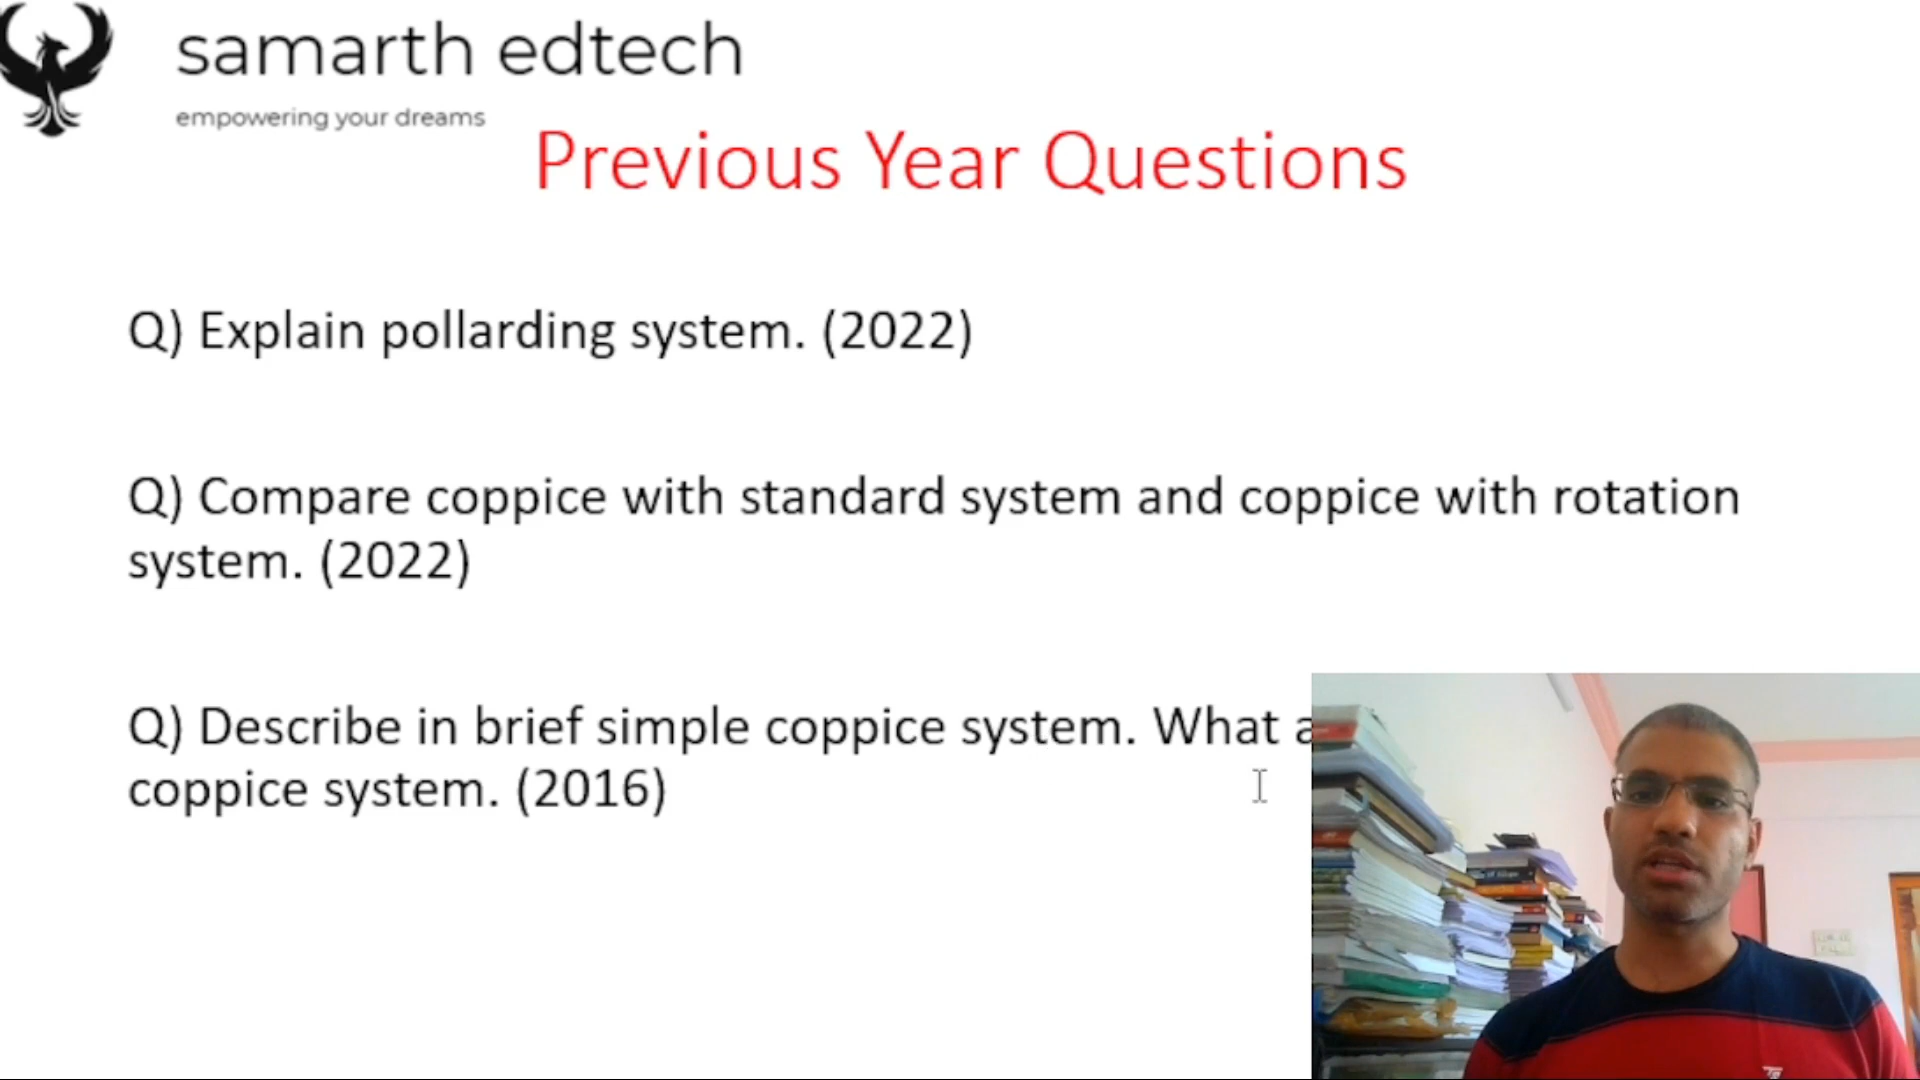 samarth edtech
empowering your dreams
Previous Year Questions
Q) Explain pollarding system. (2022)
Q) Compare coppice with standard system and coppice with rotation
system. (2022)
Q) Describe in brief simple coppice system. What
coppice system. (2016)